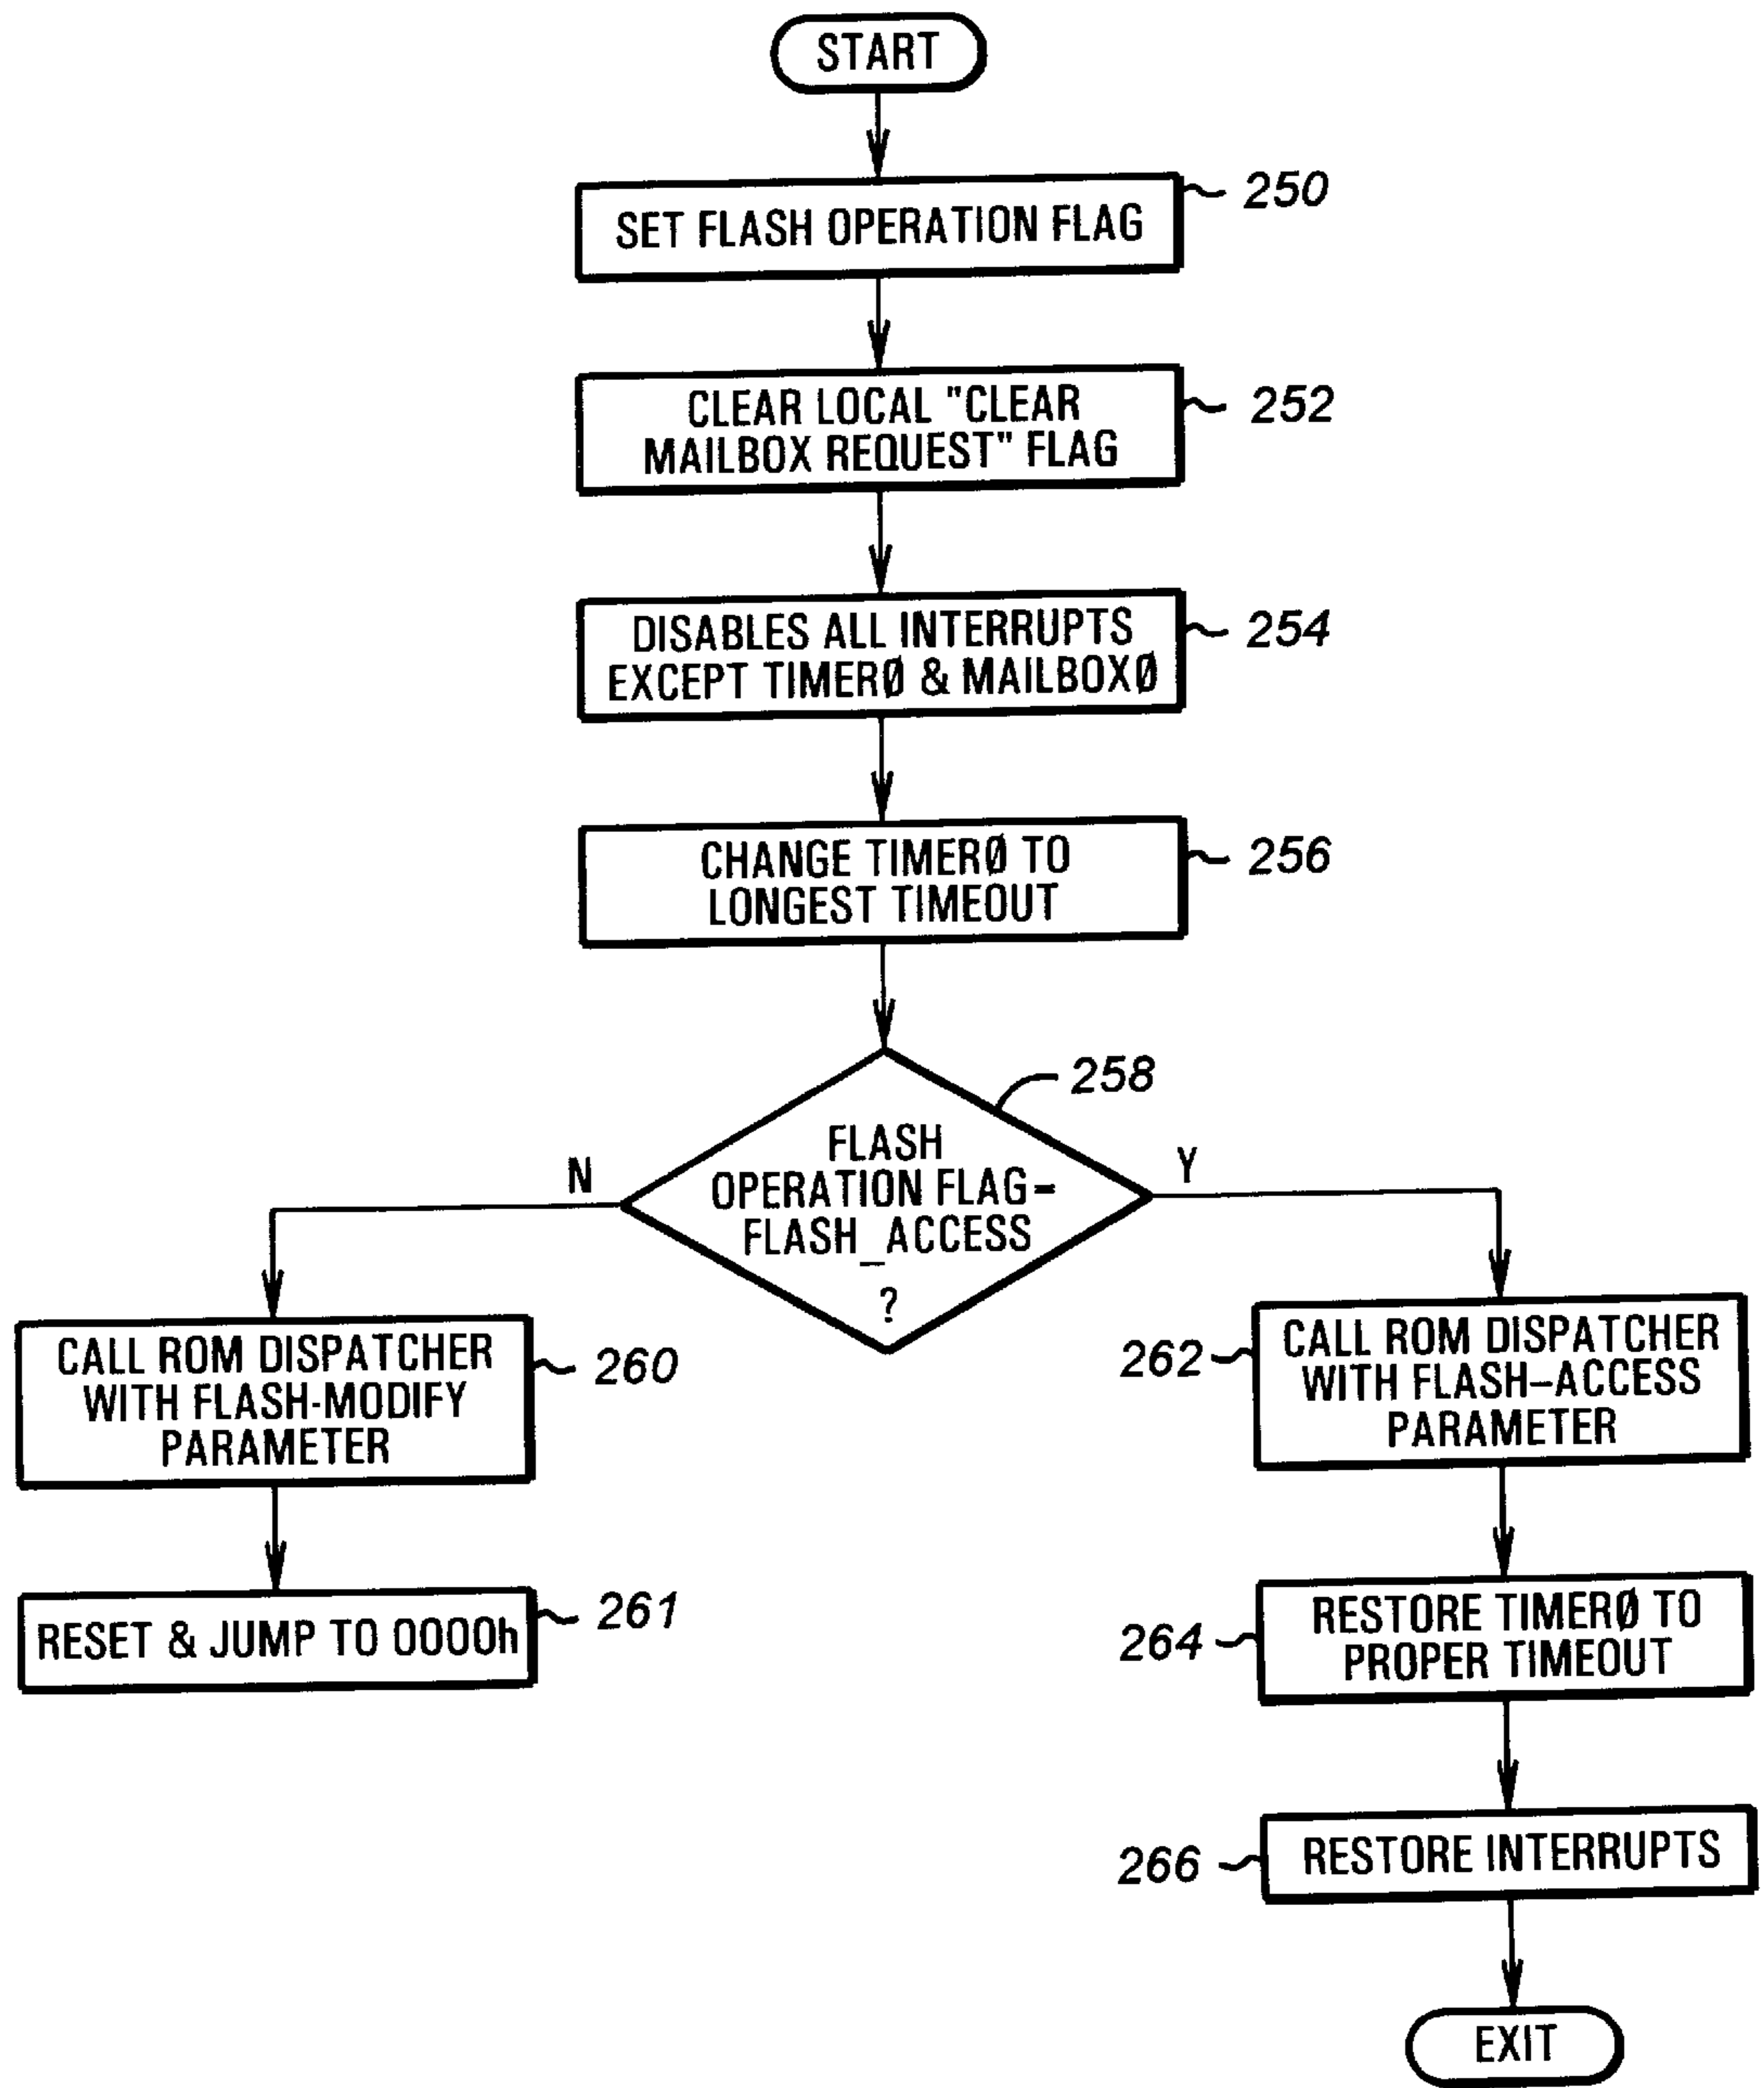 START
SET FLASH OPERATION FLAG
250
CLEAR LOCAL "CLEAR
MAILBOX REQUEST" FLAG
252
DISABLES ALL INTERRUPTS
EXCEPT TIMERØ & MAILBOXØ
254
CHANGE TIMERØ TO
LONGEST TIMEOUT
256
258
FLASH
OPERATION FLAG=
FLASH_ACCESS
?
N
Y
CALL ROM DISPATCHER
WITH FLASH-MODIFY
PARAMETER
260
262
CALL ROM DISPATCHER
WITH FLASH–ACCESS
PARAMETER
RESET & JUMP TO 0000h
261
264
RESTORE TIMERØ TO
PROPER TIMEOUT
266
RESTORE INTERRUPTS
EXIT